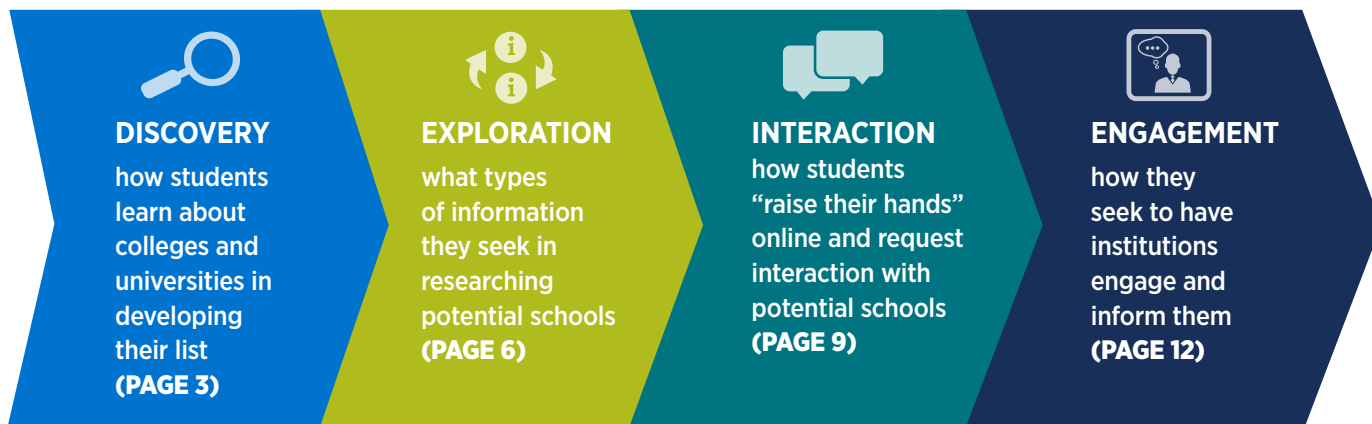 DISCOVERY
how students
learn about
colleges and
universities in
developing
their list
(PAGE 3)
i
i
EXPLORATION
what types
of information
they seek in
researching
potential schools
(PAGE 6)
INTERACTION
how students
“raise their hands”
online and request
interaction with
potential schools
(PAGE 9)
ENGAGEMENT
how they
seek to have
institutions
engage and
inform them
(PAGE 12)